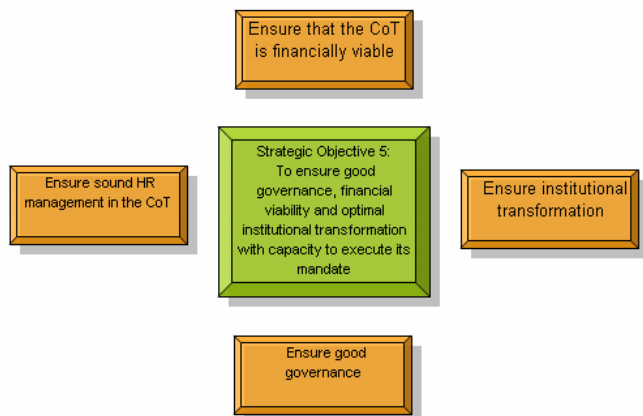 Ensure that the CoT
is financially viable
Strategic Objective 5:
To ensure good
governance, financial
viability and optimal
institutional transformation
with capacity to execute its
mandate
Ensure sound HR
management in the CoT
Ensure institutional
transformation
Ensure good
governance